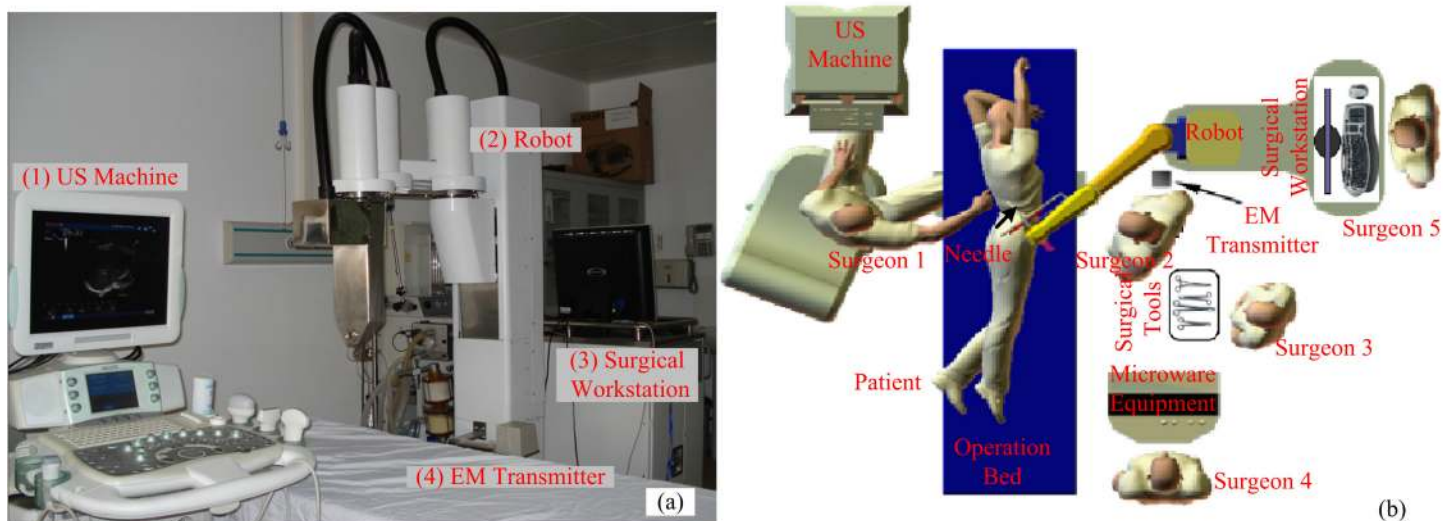 (1) US Machine
(2) Robot
(3) Surgical
Workstation
(4) EM Transmitter
(a)
US
Machine
Robot
Surgical
Workstation
EM
Transmitter
Surgeon 5
Surgeon 1
Needle
Surgeon 2
Surgical
Tools
Surgeon 3
Patient
Microware
Equipment
Operation
Bed
Surgeon 4
(b)